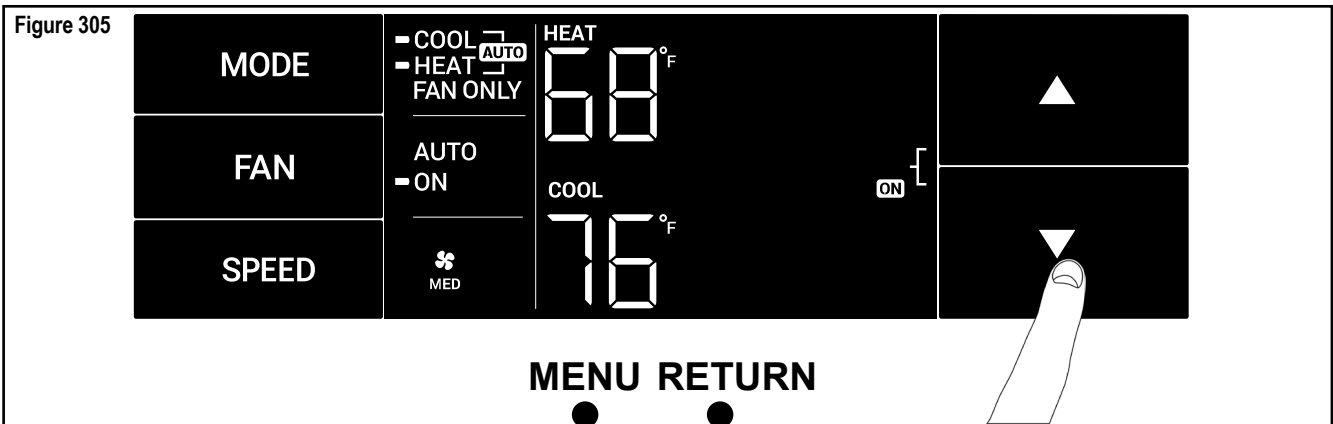 Figure 305
MODE
FAN
SPEED
COOL
HEAT
AUTO
FAN ONLY
AUTO
ON
MED
HEAT
68°F
COOL
76°F
ON
MENU RETURN